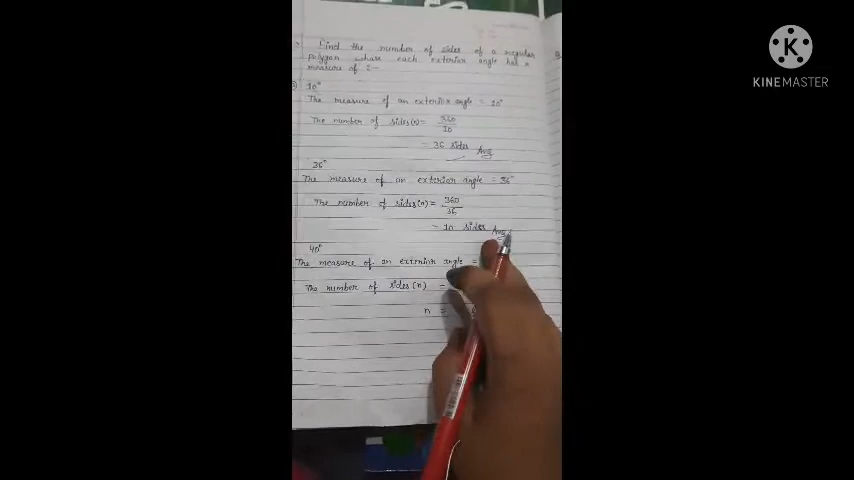 Find the number of sides of a regular
polygon whose each exterior angle has a
measure of :-
10°
The measure of an exterior angle = 10°
The number of sides(n) = 360
10
= 36 sides Ans
36°
The measure of an exterior angle = 36°
The number of sides(n) = 360
36
= 10 sides Ans
40°
The measure of an exterior angle =
The number of sides(n) =
n =
K
KINEMASTER